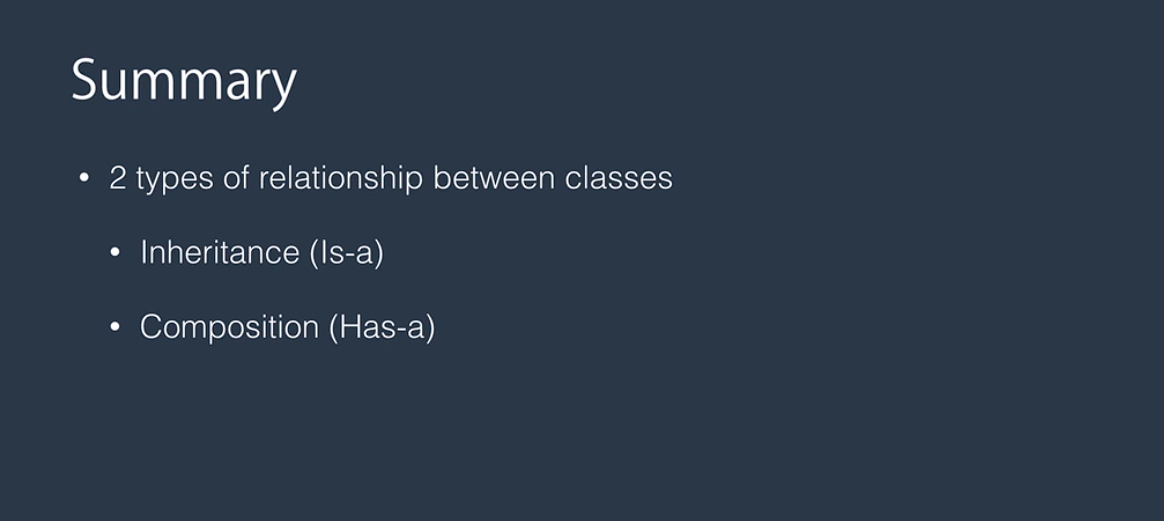 Summary
• 2 types of relationship between classes
• Inheritance (Is-a)
• Composition (Has-a)